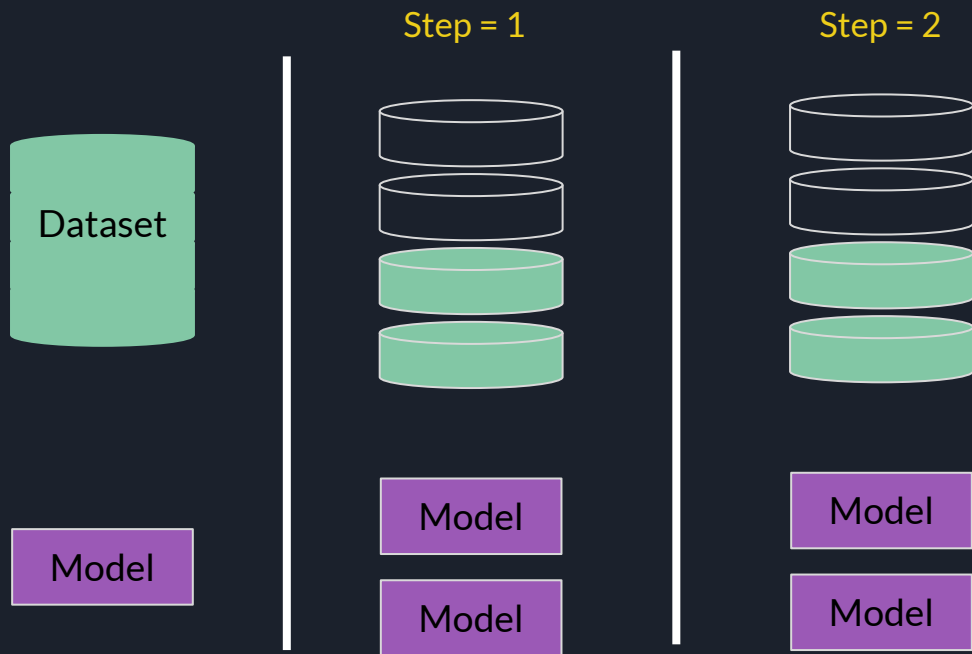 Step = 1
Step = 2
Dataset
Model
Model
Model
Model
Model